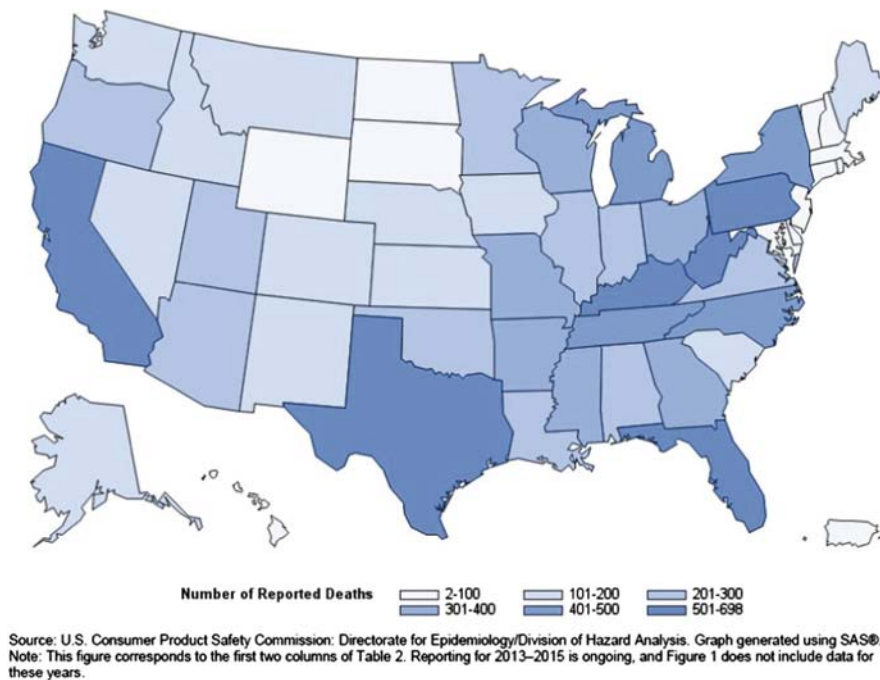 Number of Reported Deaths 2-100 101-200 201-300
301-400 401-500 501-698
Source: U.S. Consumer Product Safety Commission: Directorate for Epidemiology/Division of Hazard Analysis. Graph generated using SAS®.
Note: This figure corresponds to the first two columns of Table 2. Reporting for 2013–2015 is ongoing, and Figure 1 does not include data for
these years.